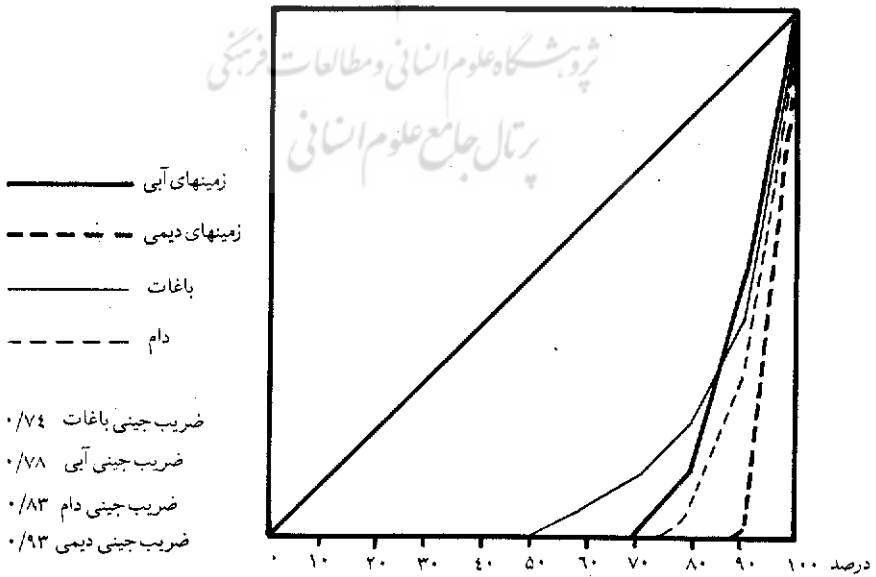 پژوهشگاه علوم انسانی و مطالعات فرهنگی
پرتال جامع علوم انسانی
زمینهای آبی
زمینهای دیمی
باغات
دام
ضریب جینی باغات ۰/۷۴
ضریب جینی آبی ۰/۷۸
ضریب جینی دام ۰/۸۳
ضریب جینی دیمی ۰/۹۳
۰ ۱۰ ۲۰ ۳۰ ۴۰ ۵۰ ۶۰ ۷۰ ۸۰ ۹۰ ۱۰۰ درصد